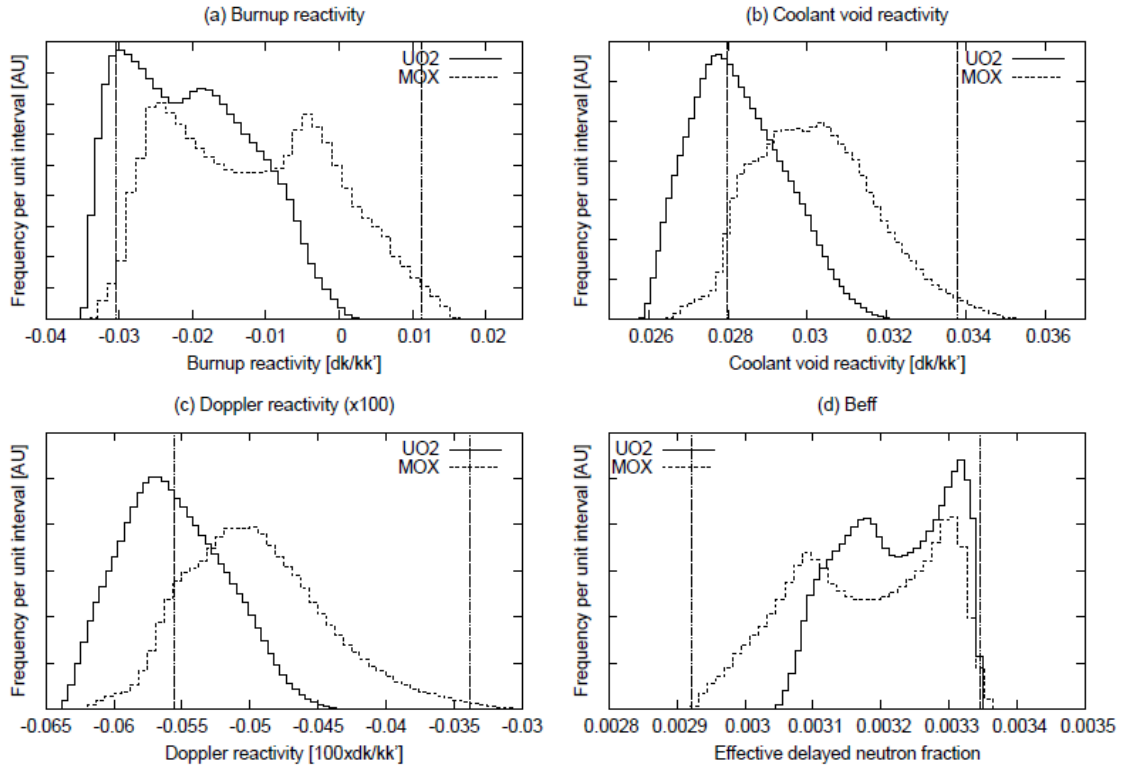 (a) Burnup reactivity
Frequency per unit interval [AU]
UO2
MOX
-0.04 -0.03 -0.02 -0.01 0 0.01 0.02
Burnup reactivity [dk/kk']
(b) Coolant void reactivity
Frequency per unit interval [AU]
UO2
MOX
0.026 0.028 0.03 0.032 0.034 0.036
Coolant void reactivity [dk/kk']
(c) Doppler reactivity (x100)
Frequency per unit interval [AU]
UO2
MOX
-0.065 -0.06 -0.055 -0.05 -0.045 -0.04 -0.035 -0.03
Doppler reactivity [100xdk/kk']
(d) Beff
Frequency per unit interval [AU]
UO2
MOX
0.0028 0.0029 0.003 0.0031 0.0032 0.0033 0.0034 0.0035
Effective delayed neutron fraction